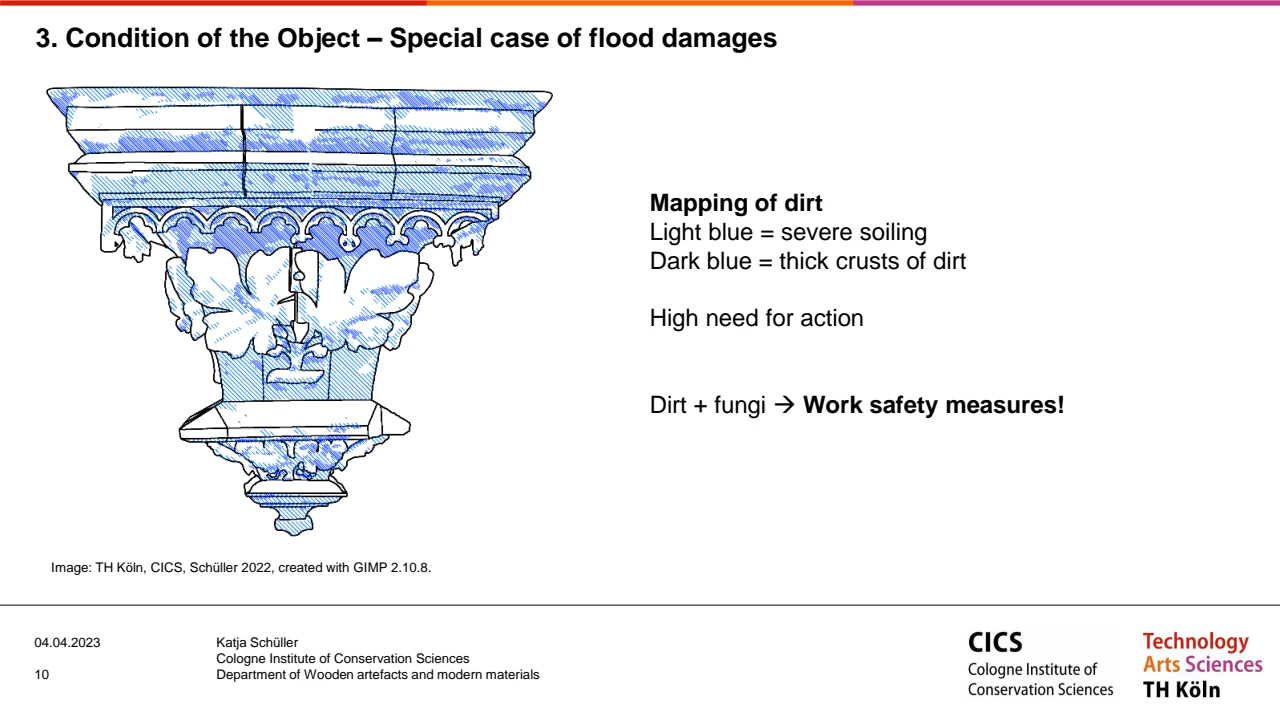 3. Condition of the Object – Special case of flood damages
Mapping of dirt
Light blue = severe soiling
Dark blue = thick crusts of dirt
High need for action
Dirt + fungi → Work safety measures!
Image: TH Köln, CICS, Schüller 2022, created with GIMP 2.10.8.
04.04.2023
Katja Schüller
Cologne Institute of Conservation Sciences
10
Department of Wooden artefacts and modern materials
CICS
Cologne Institute of
Conservation Sciences
Technology
Arts Sciences
TH Köln